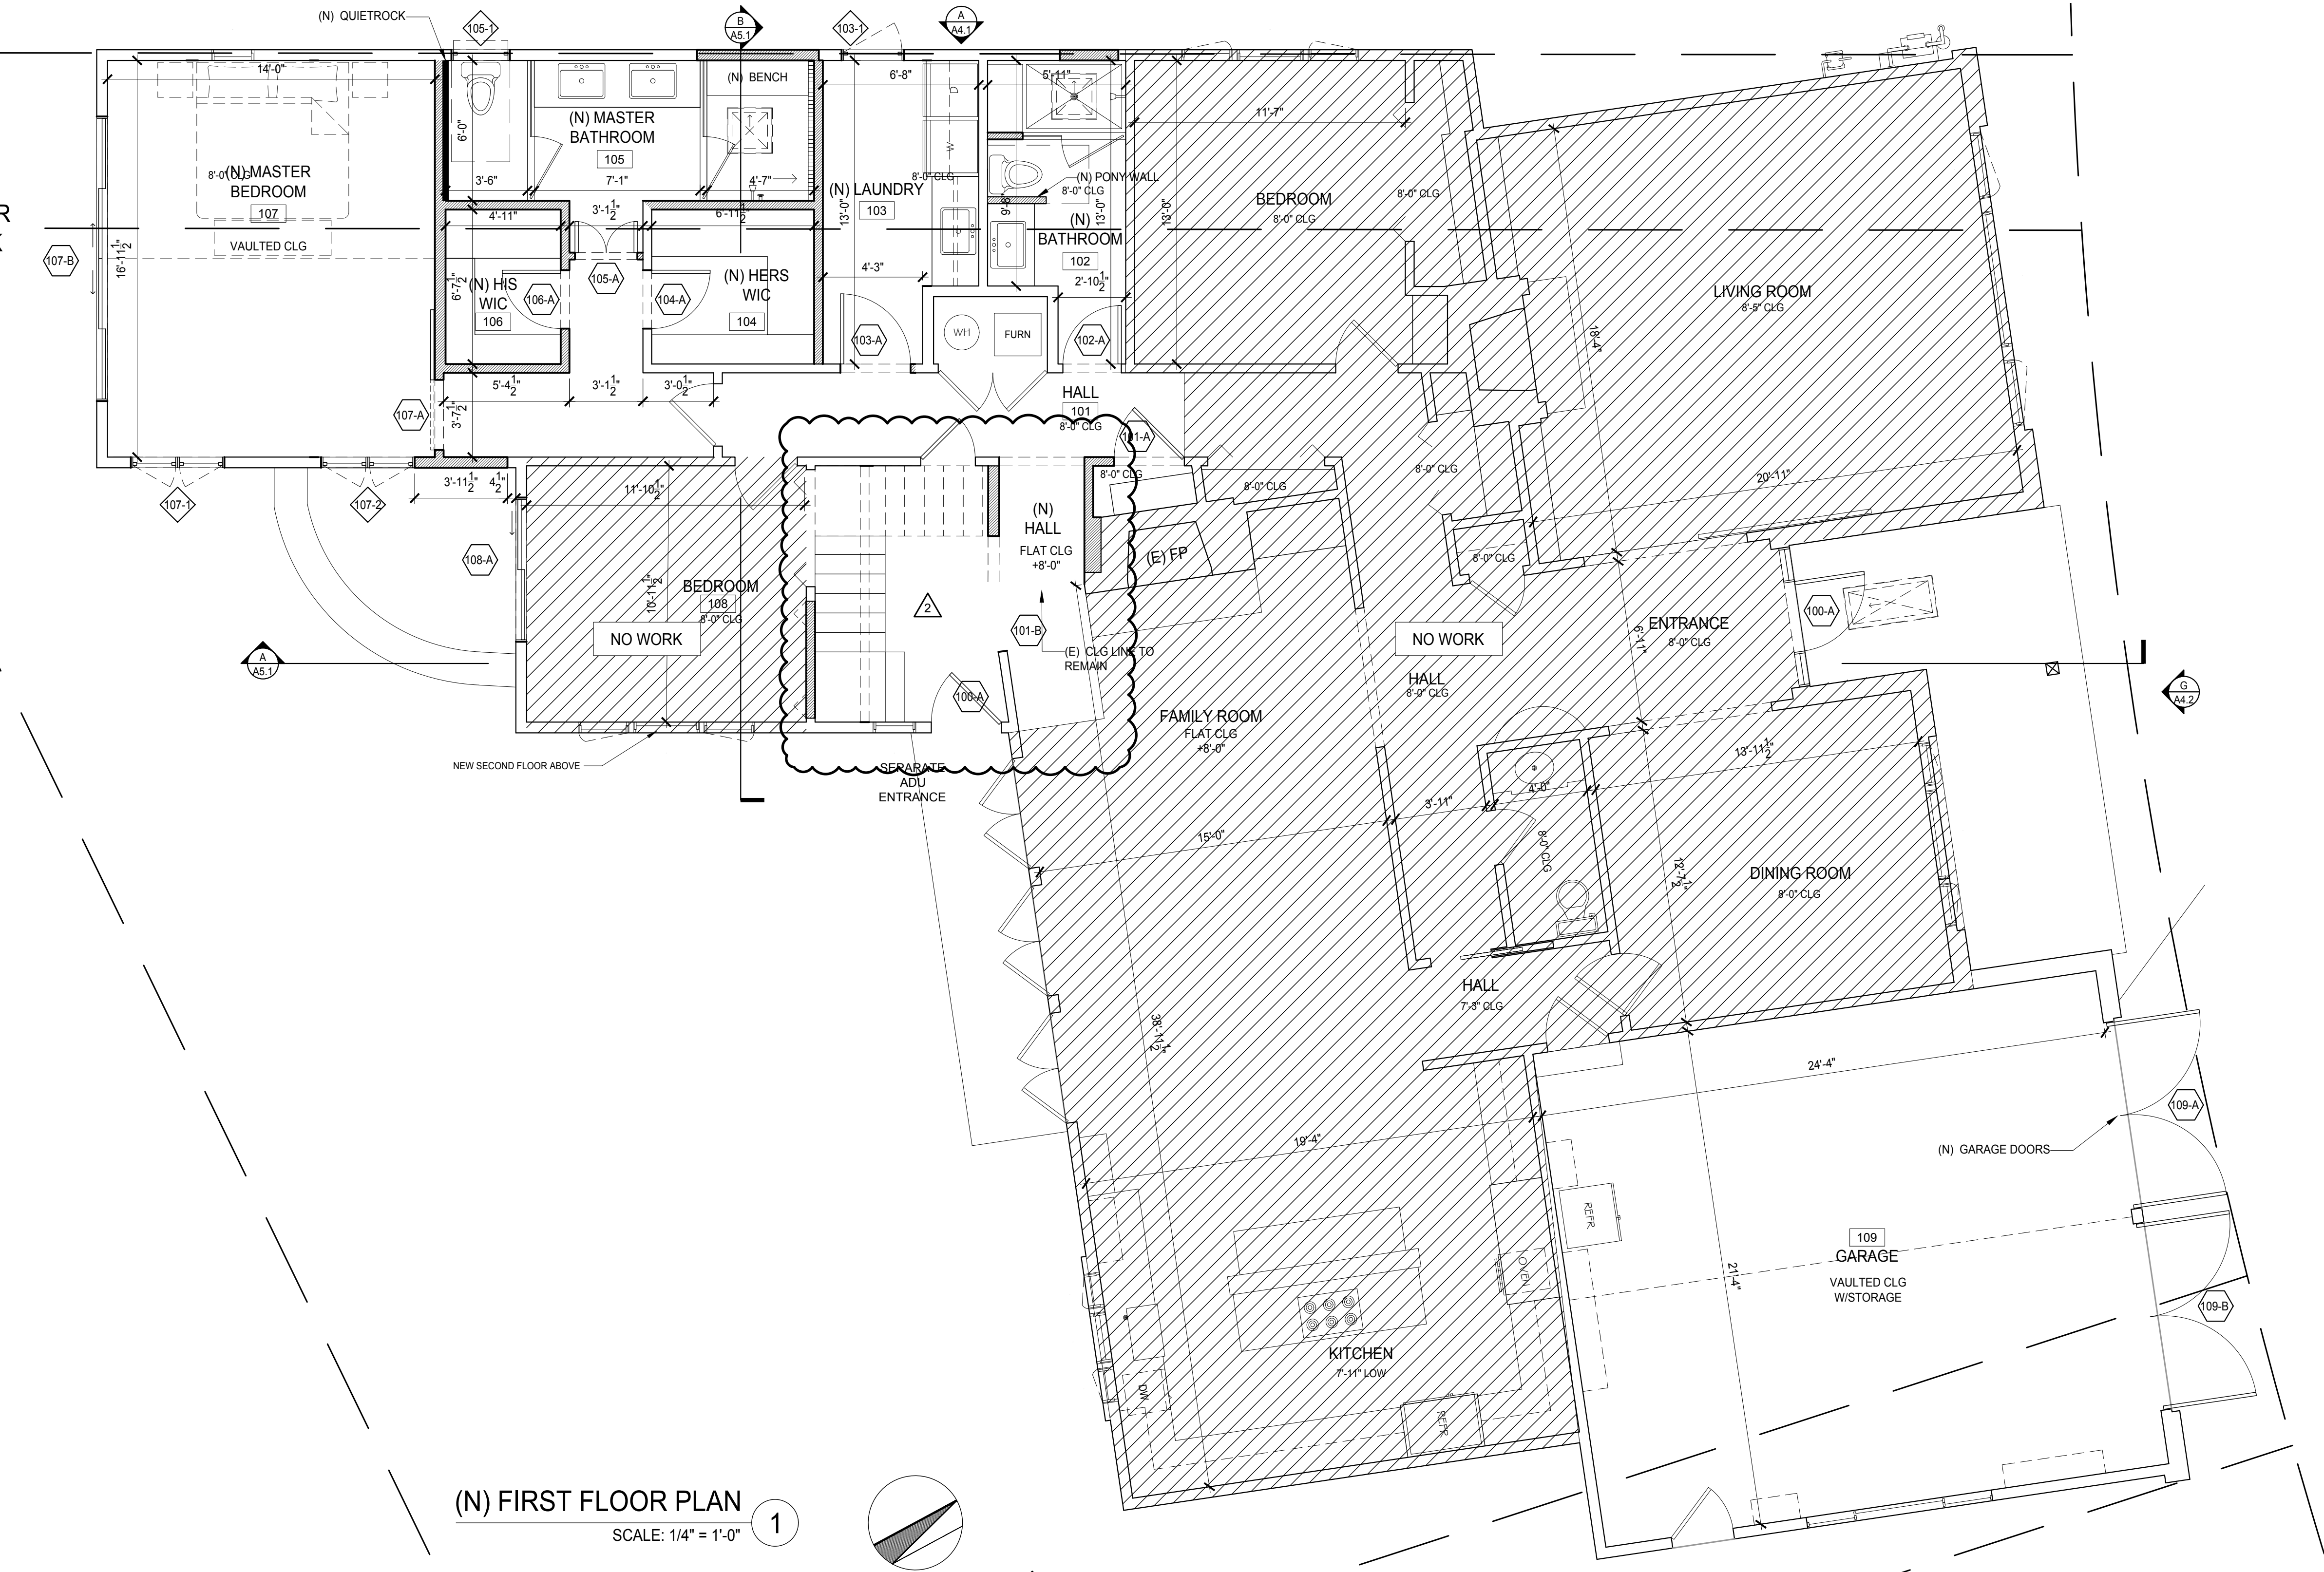 (N) QUIETROCK
105-1
B
A5.1
103-1
A
A4.1
14'-0"
(N) BENCH
6'-8"
D
5'-11"
11'-7"
(N) MASTER
BATHROOM
105
6'-0"
W
8'-0" CLG
(N) MASTER
BEDROOM
107
VAULTED CLG
3'-6"
7'-1"
4'-7"
8'-0" CLG
(N) LAUNDRY
103
13'-0"
(N) PONY WALL
8'-0" CLG
9'-8"
13'-0"
13'-0"
BEDROOM
8'-0" CLG
8'-0" CLG
4'-11"
3'-1 1/2"
6'-11 1/2"
(N)
BATHROOM
102
2'-10 1/2"
R
107-B
16'-11 1/2"
6'-7 1/2"
(N) HIS
WIC
106
106-A
105-A
104-A
(N) HERS
WIC
104
4'-3"
LIVING ROOM
8'-5" CLG
18'-4"
103-A
WH
FURN
102-A
5'-4 1/2"
3'-1 1/2"
3'-0 1/2"
107-A
3'-7 1/2"
HALL
101
8'-0" CLG
101-A
8'-0" CLG
8'-0" CLG
8'-0" CLG
20'-11"
3'-11 1/2"
4 1/2"
11'-10 1/2"
107-1
107-2
108-A
(N)
HALL
FLAT CLG
+8'-0"
(E) FP
8'-0" CLG
10'-11 1/2"
BEDROOM
108
8'-0" CLG
NO WORK
2
101-B
(E) CLG LINE TO
REMAIN
NO WORK
ENTRANCE
8'-0" CLG
6'-11"
100-A
A
A5.1
HALL
8'-0" CLG
G
A4.2
100-A
FAMILY ROOM
FLAT CLG
+8'-0"
NEW SECOND FLOOR ABOVE
SEPARATE
ADU
ENTRANCE
13'-11 1/2"
4'-0"
3'-11"
15'-0"
8'-0" CLG
12'-7 1/2"
DINING ROOM
8'-0" CLG
HALL
7'-3" CLG
38'-11 1/2"
24'-4"
109-A
19'-4"
(N) GARAGE DOORS
REFR
109
GARAGE
VAULTED CLG
W/STORAGE
OVEN
21'-4"
109-B
KITCHEN
7'-11" LOW
DW
REFR
(N) FIRST FLOOR PLAN
1
SCALE: 1/4" = 1'-0"